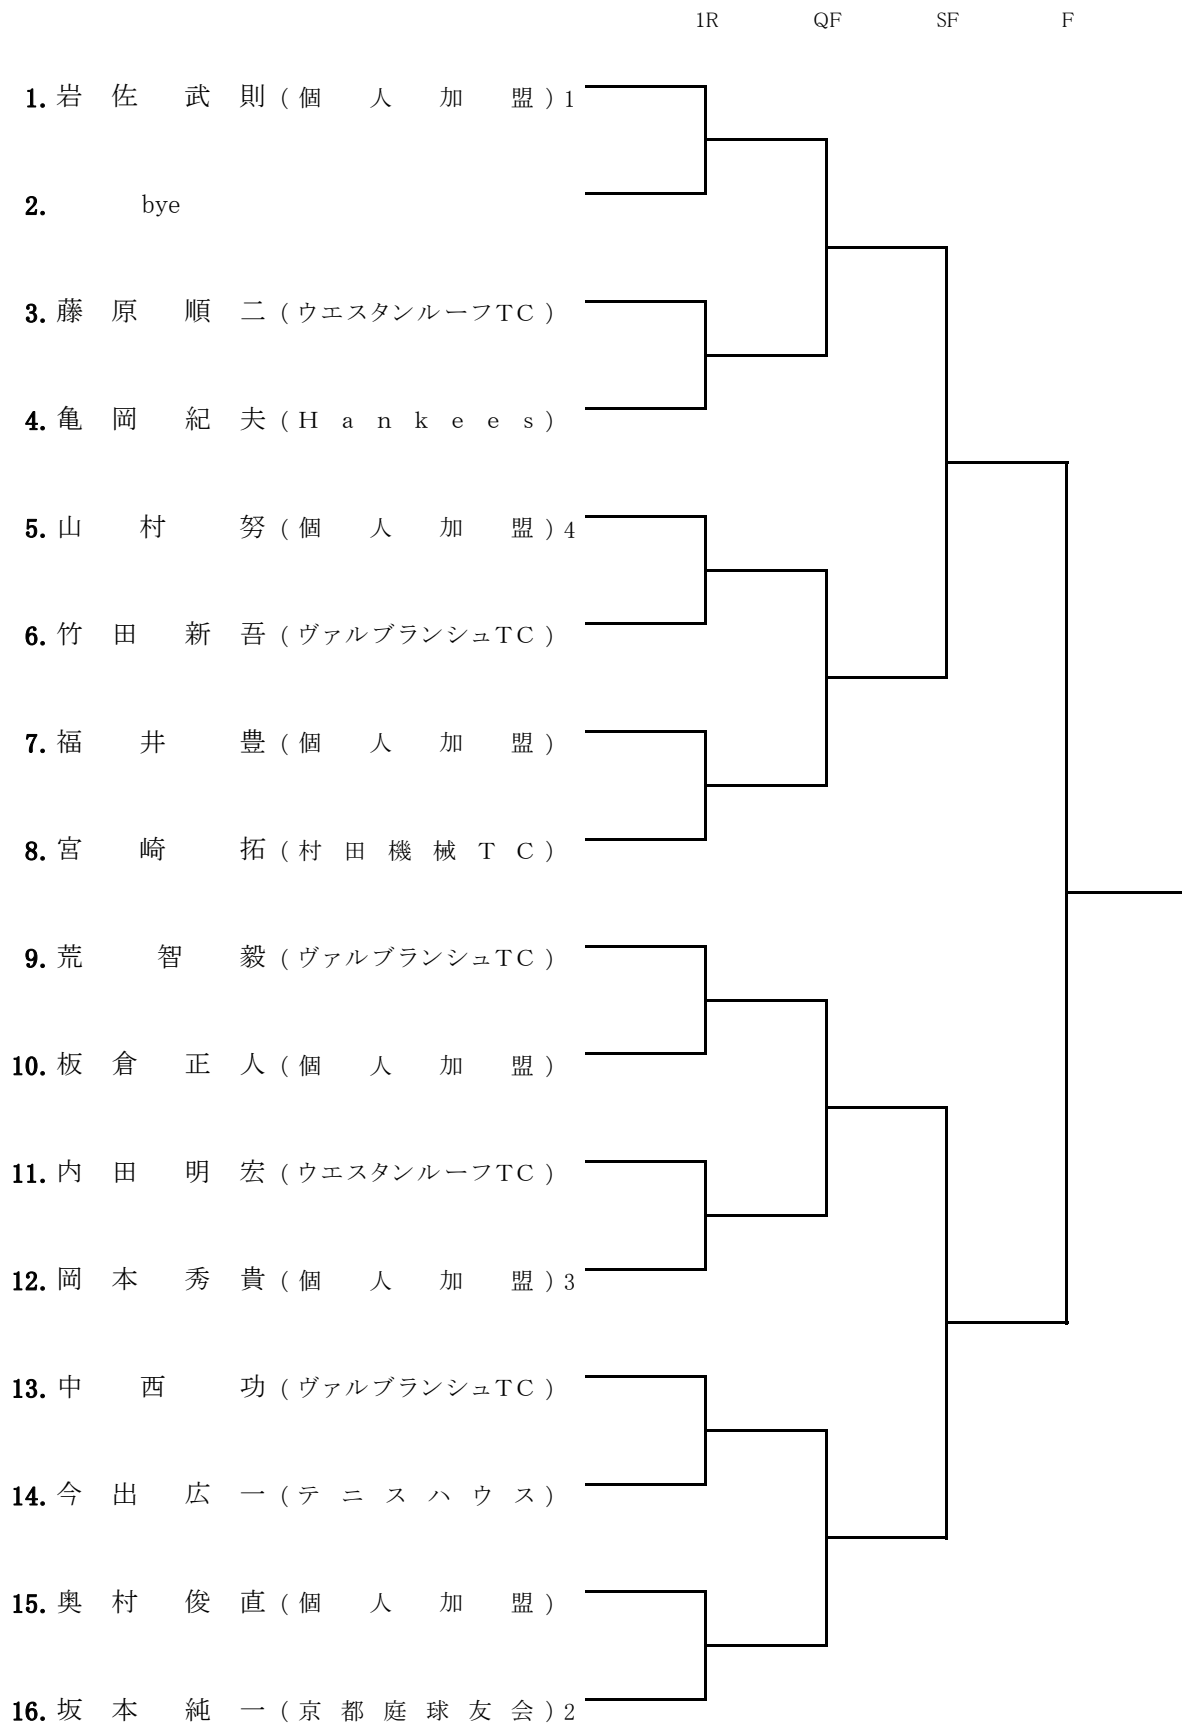 1R QF SF F
1. 岩佐 武則 (個人加盟) 1
2. bye
3. 藤原 順二 (ウエスタンルーフTC)
4. 亀岡 紀夫 (Hankees)
5. 山村 努 (個人加盟) 4
6. 竹田 新吾 (ヴァルブランシュTC)
7. 福井 豊 (個人加盟)
8. 宮崎 拓 (村田機械TC)
9. 荒 智毅 (ヴァルブランシュTC)
10. 板倉 正人 (個人加盟)
11. 内田 明宏 (ウエスタンルーフTC)
12. 岡本 秀貴 (個人加盟) 3
13. 中西 功 (ヴァルブランシュTC)
14. 今出 広一 (テニスハウス)
15. 奥村 俊直 (個人加盟)
16. 坂本 純一 (京都庭球友会) 2